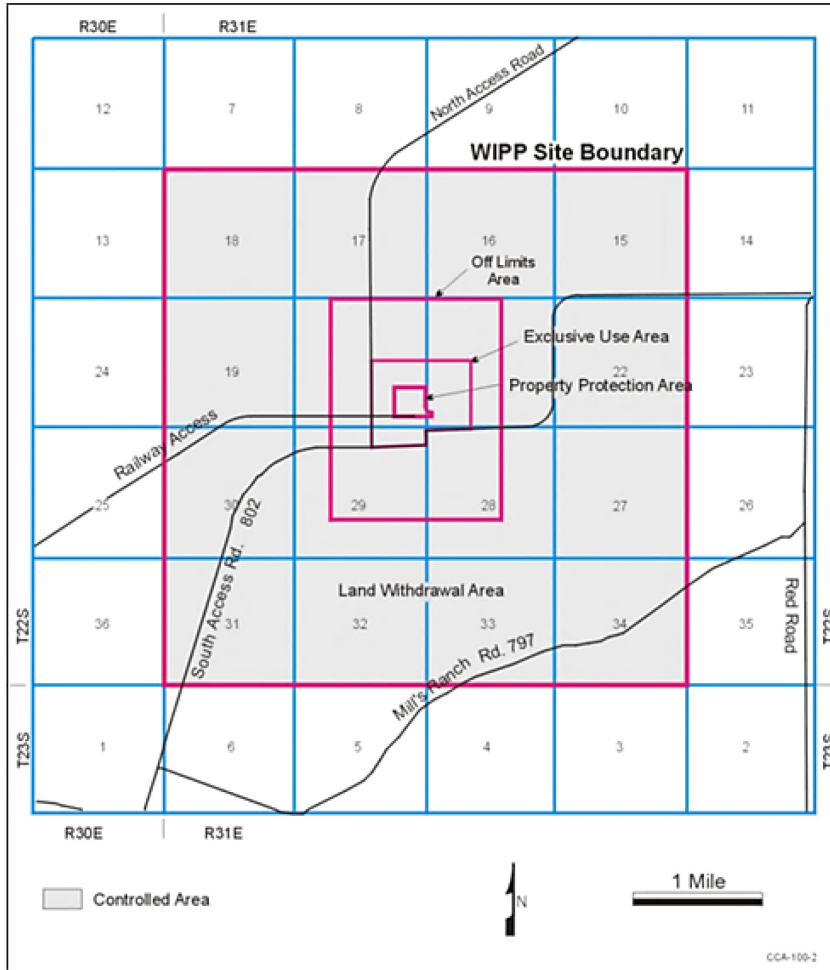 R30E
R31E
12
7
8
North Access Road
9
10
11
WIPP Site Boundary
13
18
17
16
15
14
Off Limits
Area
Exclusive Use Area
24
19
22
23
Property Protection Area
Railway Access
25
30
South Access Rd. 802
29
28
27
26
Land Withdrawal Area
Red Road
T22S
T22S
36
31
32
33
34
35
Mill's Ranch Rd. 797
T23S
T23S
1
6
5
4
3
2
R30E
R31E
Controlled Area
N
1 Mile
CCA-100-2